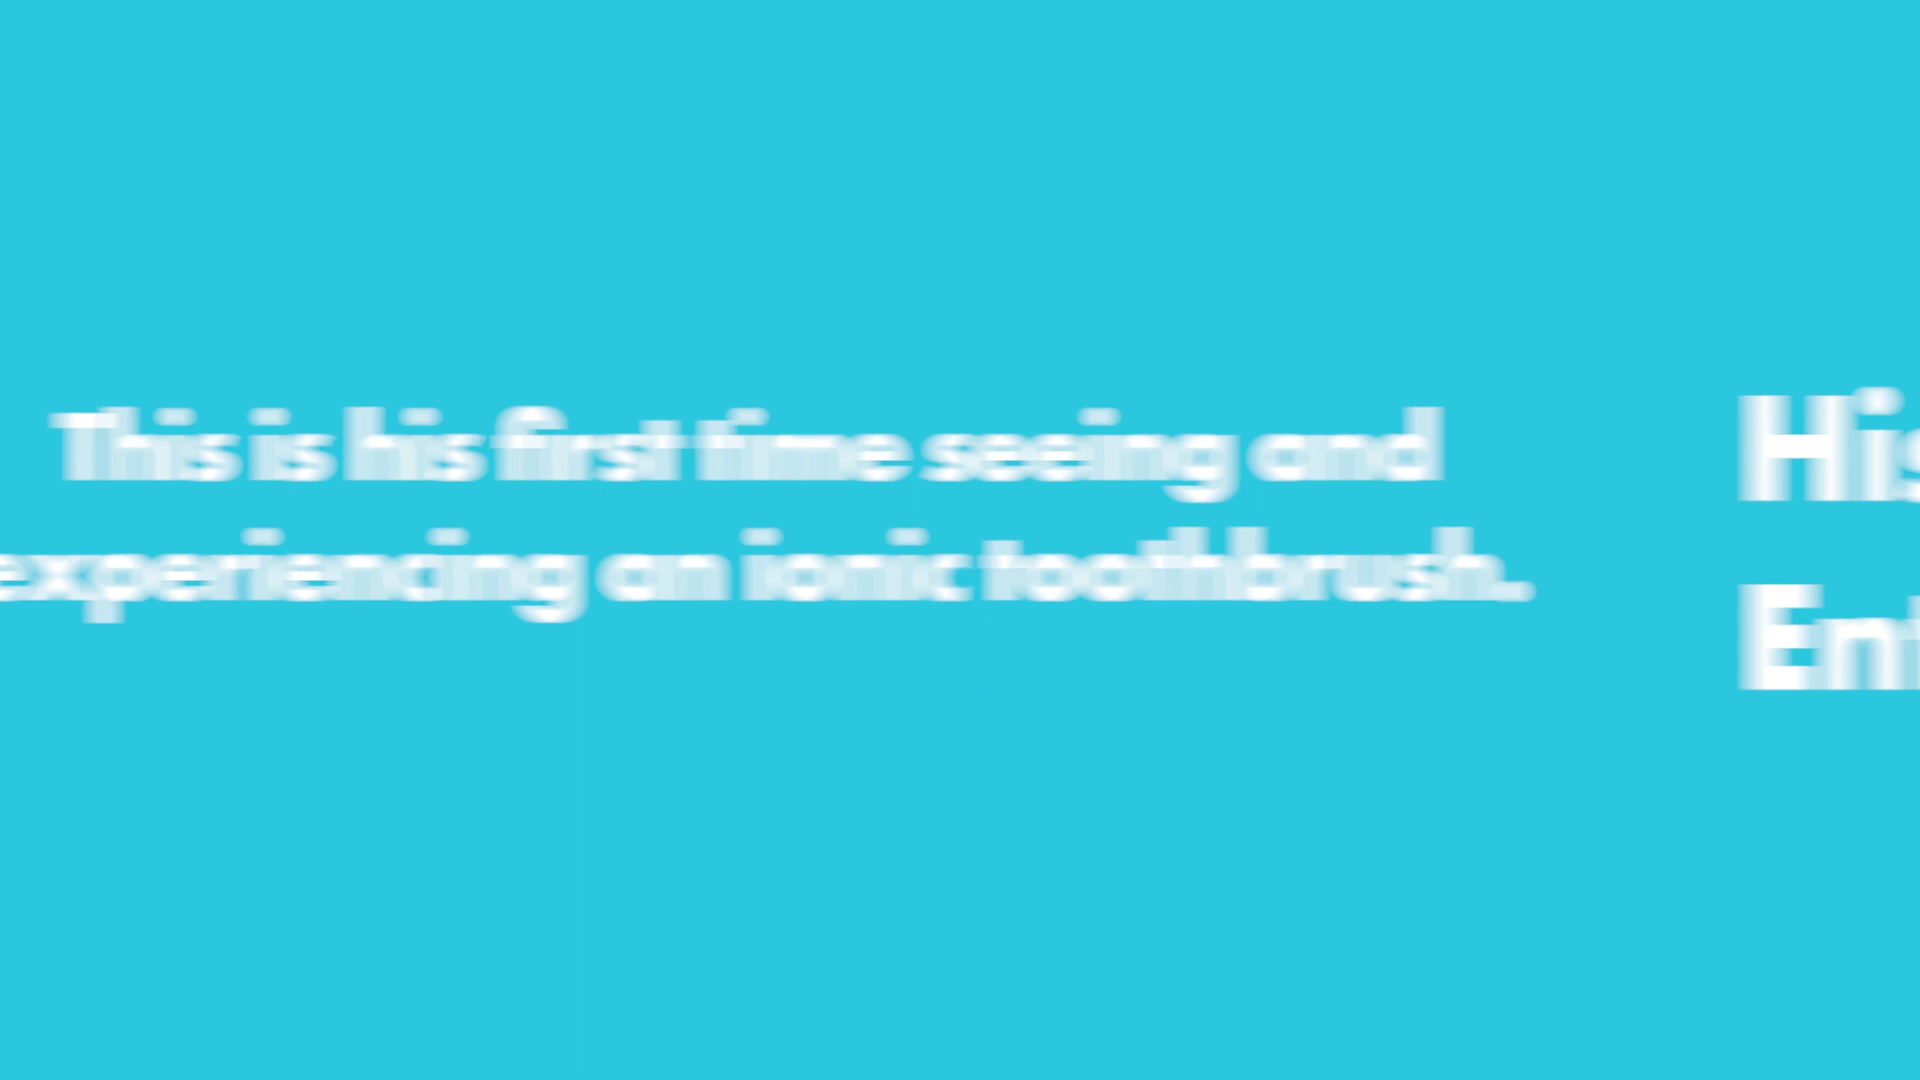 This is his first time seeing and
experiencing an ionic toothbrush.
His
Ent